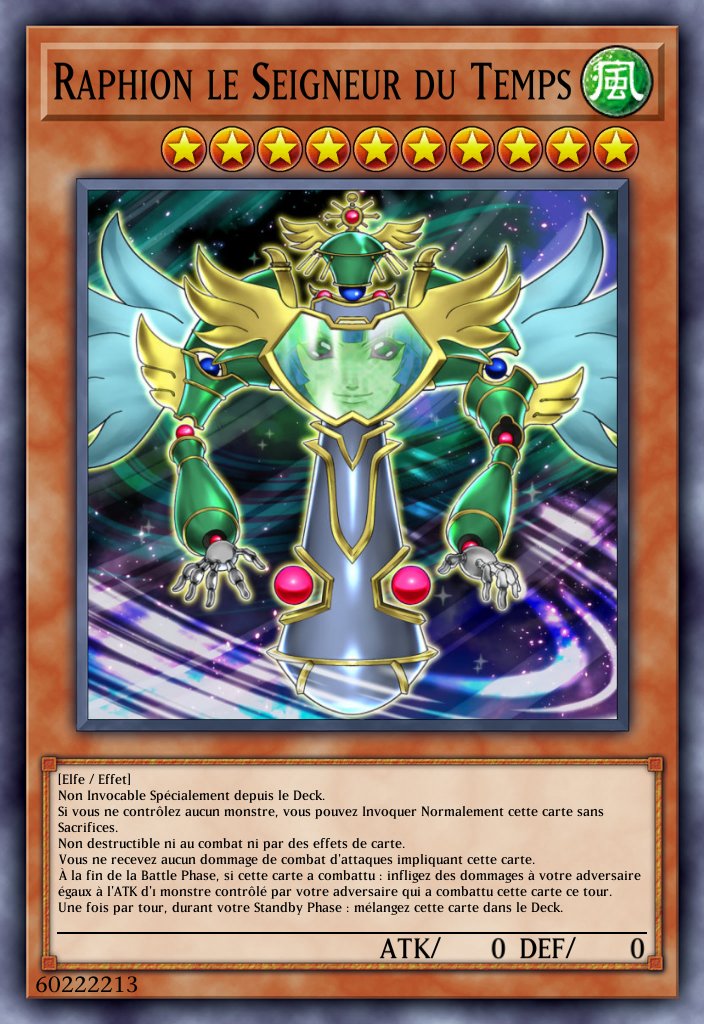 Raphion le Seigneur du Temps
風
[Elfe / Effet]
Non Invocable Spécialement depuis le Deck.
Si vous ne contrôlez aucun monstre, vous pouvez Invoquer Normalement cette carte sans
Sacrifices.
Non destructible ni au combat ni par des effets de carte.
Vous ne recevez aucun dommage de combat d'attaques impliquant cette carte.
À la fin de la Battle Phase, si cette carte a combattu : infligez des dommages à votre adversaire
égaux à l'ATK d'1 monstre contrôlé par votre adversaire qui a combattu cette carte ce tour.
Une fois par tour, durant votre Standby Phase : mélangez cette carte dans le Deck.
ATK/ 0 DEF/ 0
60222213